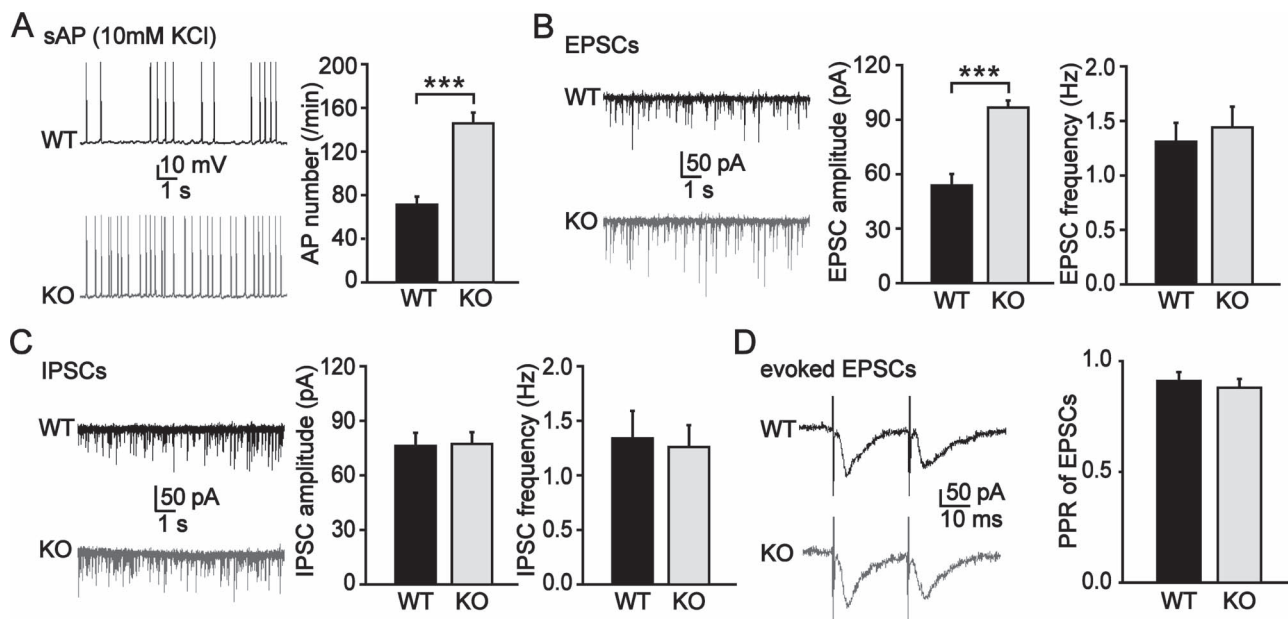 A
sAP (10mM KCl)
WT
10 mV
1 s
KO
AP number (/min)
200
160
120
80
40
0
***
WT KO
B
EPSCs
WT
50 pA
1 s
KO
EPSC amplitude (pA)
120
90
60
30
0
***
WT KO
EPSC frequency (Hz)
2.0
1.5
1.0
0.5
0.0
WT KO
C
IPSCs
WT
50 pA
1 s
KO
IPSC amplitude (pA)
120
90
60
30
0
WT KO
IPSC frequency (Hz)
2.0
1.5
1.0
0.5
0.0
WT KO
D
evoked EPSCs
WT
50 pA
10 ms
KO
PPR of EPSCs
1.0
0.5
0.0
WT KO